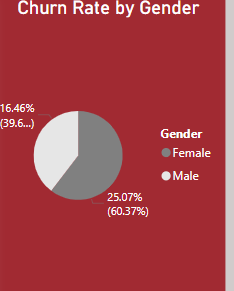 Churn Rate by Gender
16.46%
(39.6...)
Gender
Female
Male
25.07%
(60.37%)